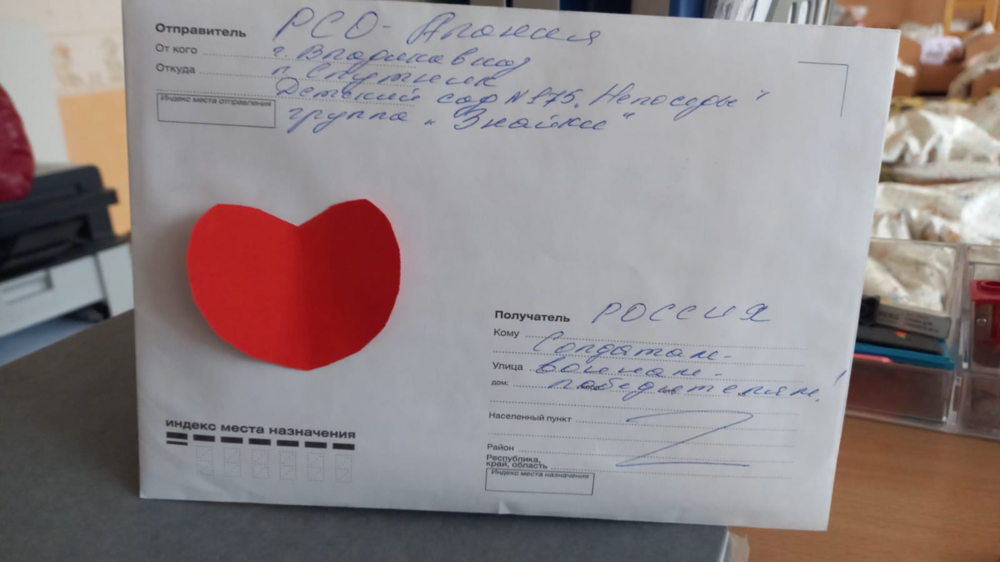 Отправитель РСО-Алания
От кого г. Владикавказ
Откуда п. Спутник
Детский сад №175 „Непоседы"
Индекс места отправления
группа „Знайки"
Получатель РОССИЯ
Кому Солдатам-
Улица воинам-
дом: корп. стр. кв. победителям!
Населенный пункт
Район
Республика,
край, область
Индекс места назначения
индекс места назначения